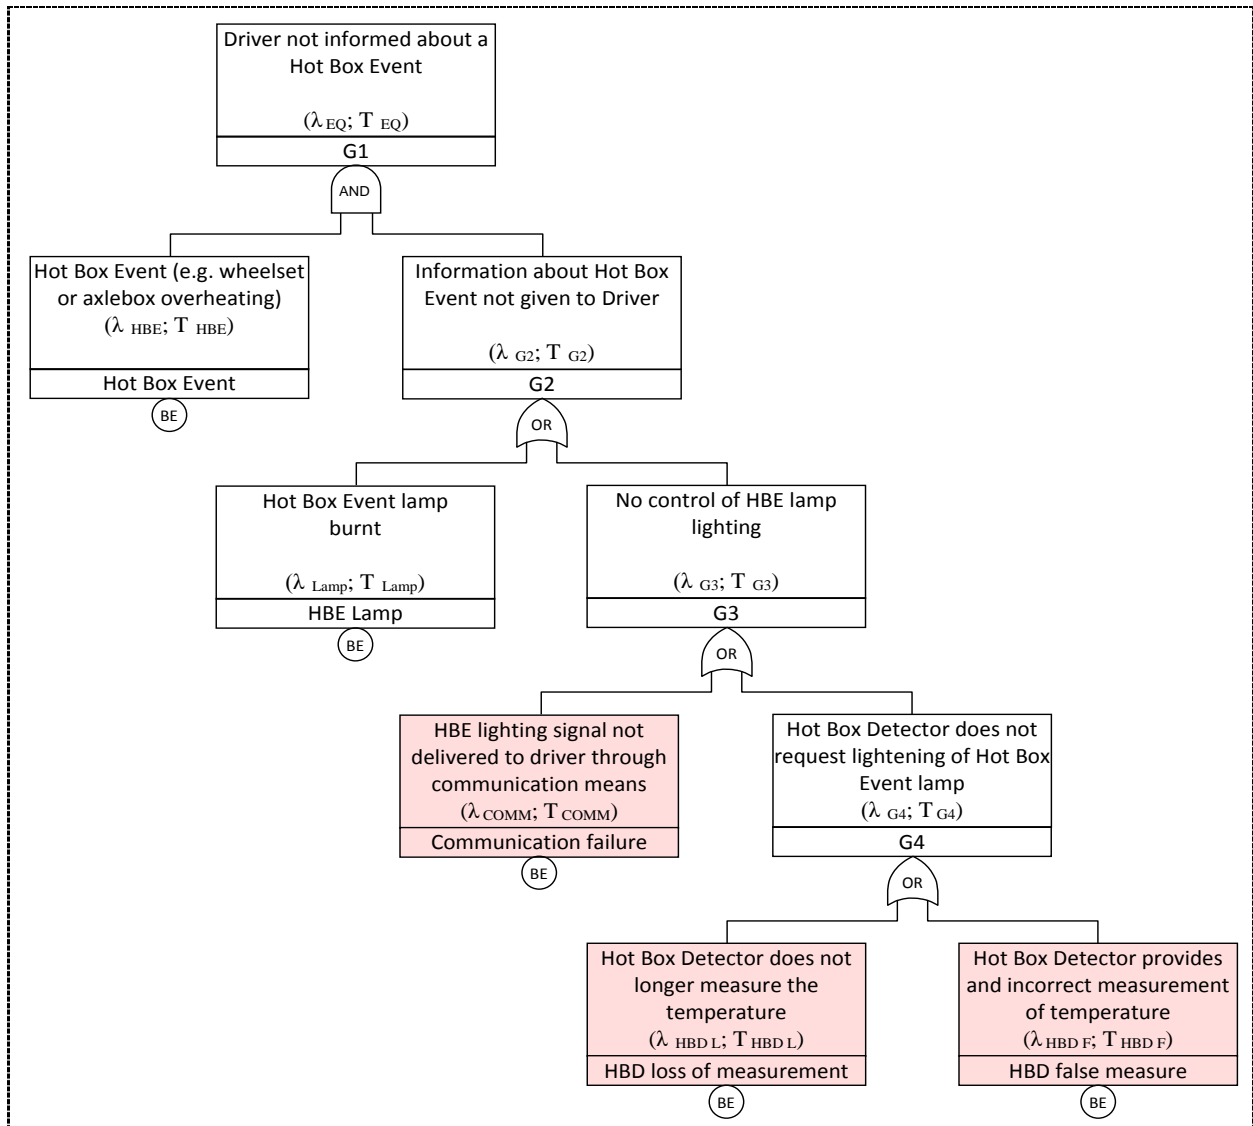 Driver not informed about a
Hot Box Event
(λ EQ; T EQ)
G1
AND
Hot Box Event (e.g. wheelset
or axlebox overheating)
(λ HBE; T HBE)
Hot Box Event
BE
Information about Hot Box
Event not given to Driver
(λ G2; T G2)
G2
OR
Hot Box Event lamp
burnt
(λ Lamp; T Lamp)
HBE Lamp
BE
No control of HBE lamp
lighting
(λ G3; T G3)
G3
OR
HBE lighting signal not
delivered to driver through
communication means
(λ COMM; T COMM)
Communication failure
BE
Hot Box Detector does not
request lightening of Hot Box
Event lamp
(λ G4; T G4)
G4
OR
Hot Box Detector does not
longer measure the
temperature
(λ HBD L; T HBD L)
HBD loss of measurement
BE
Hot Box Detector provides
and incorrect measurement
of temperature
(λ HBD F; T HBD F)
HBD false measure
BE